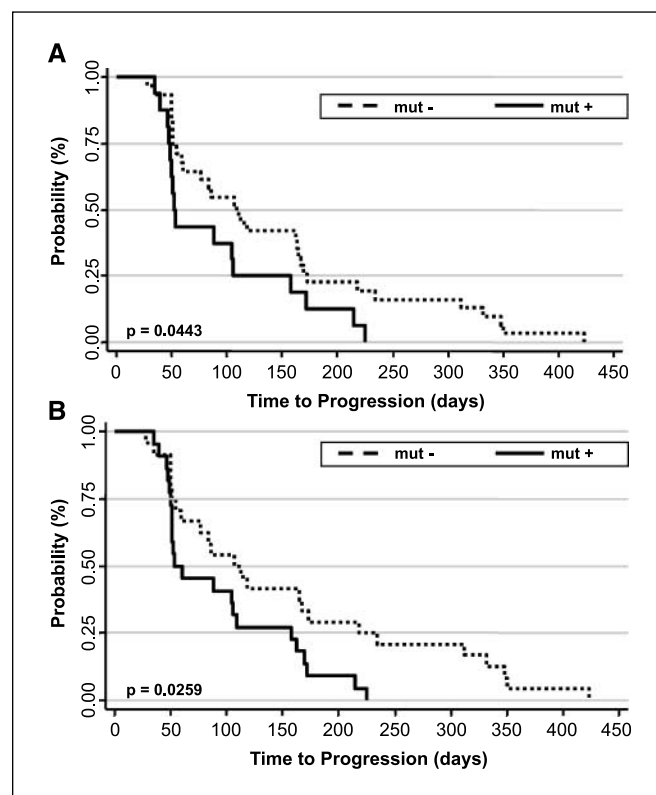 A
1.00
mut - mut +
0.75
Probability (%)
0.50
0.25
p = 0.0443
0.00
0 50 100 150 200 250 300 350 400 450
Time to Progression (days)
B
1.00
mut - mut +
0.75
Probability (%)
0.50
0.25
p = 0.0259
0.00
0 50 100 150 200 250 300 350 400 450
Time to Progression (days)